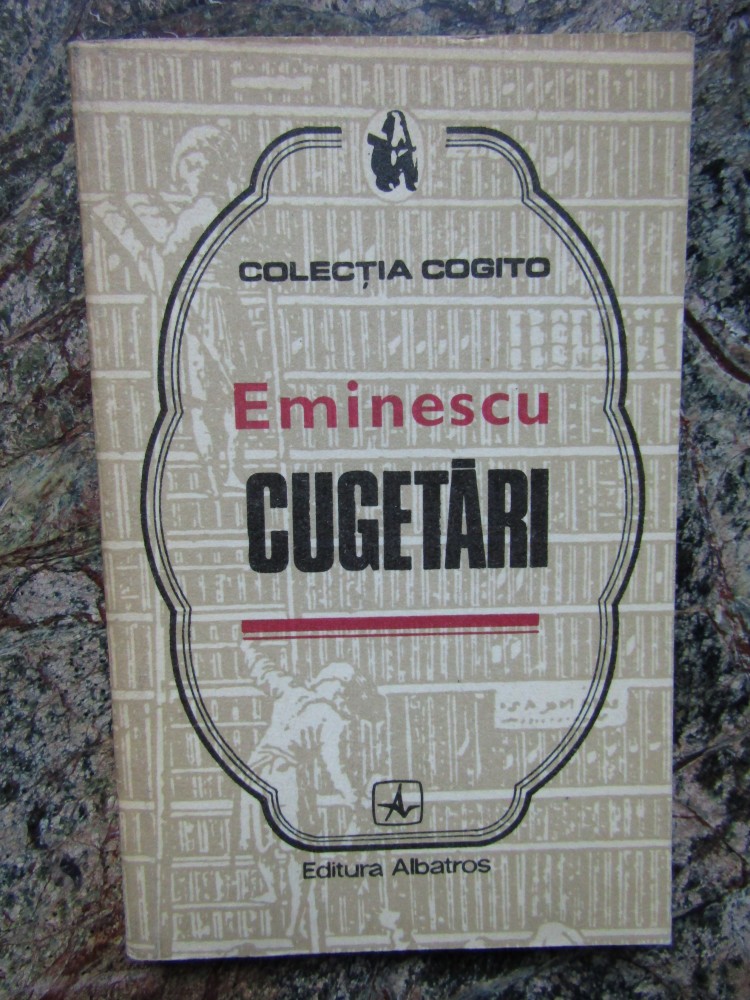 COLECȚIA COGITO
Eminescu
CUGETĂRI
Editura Albatros